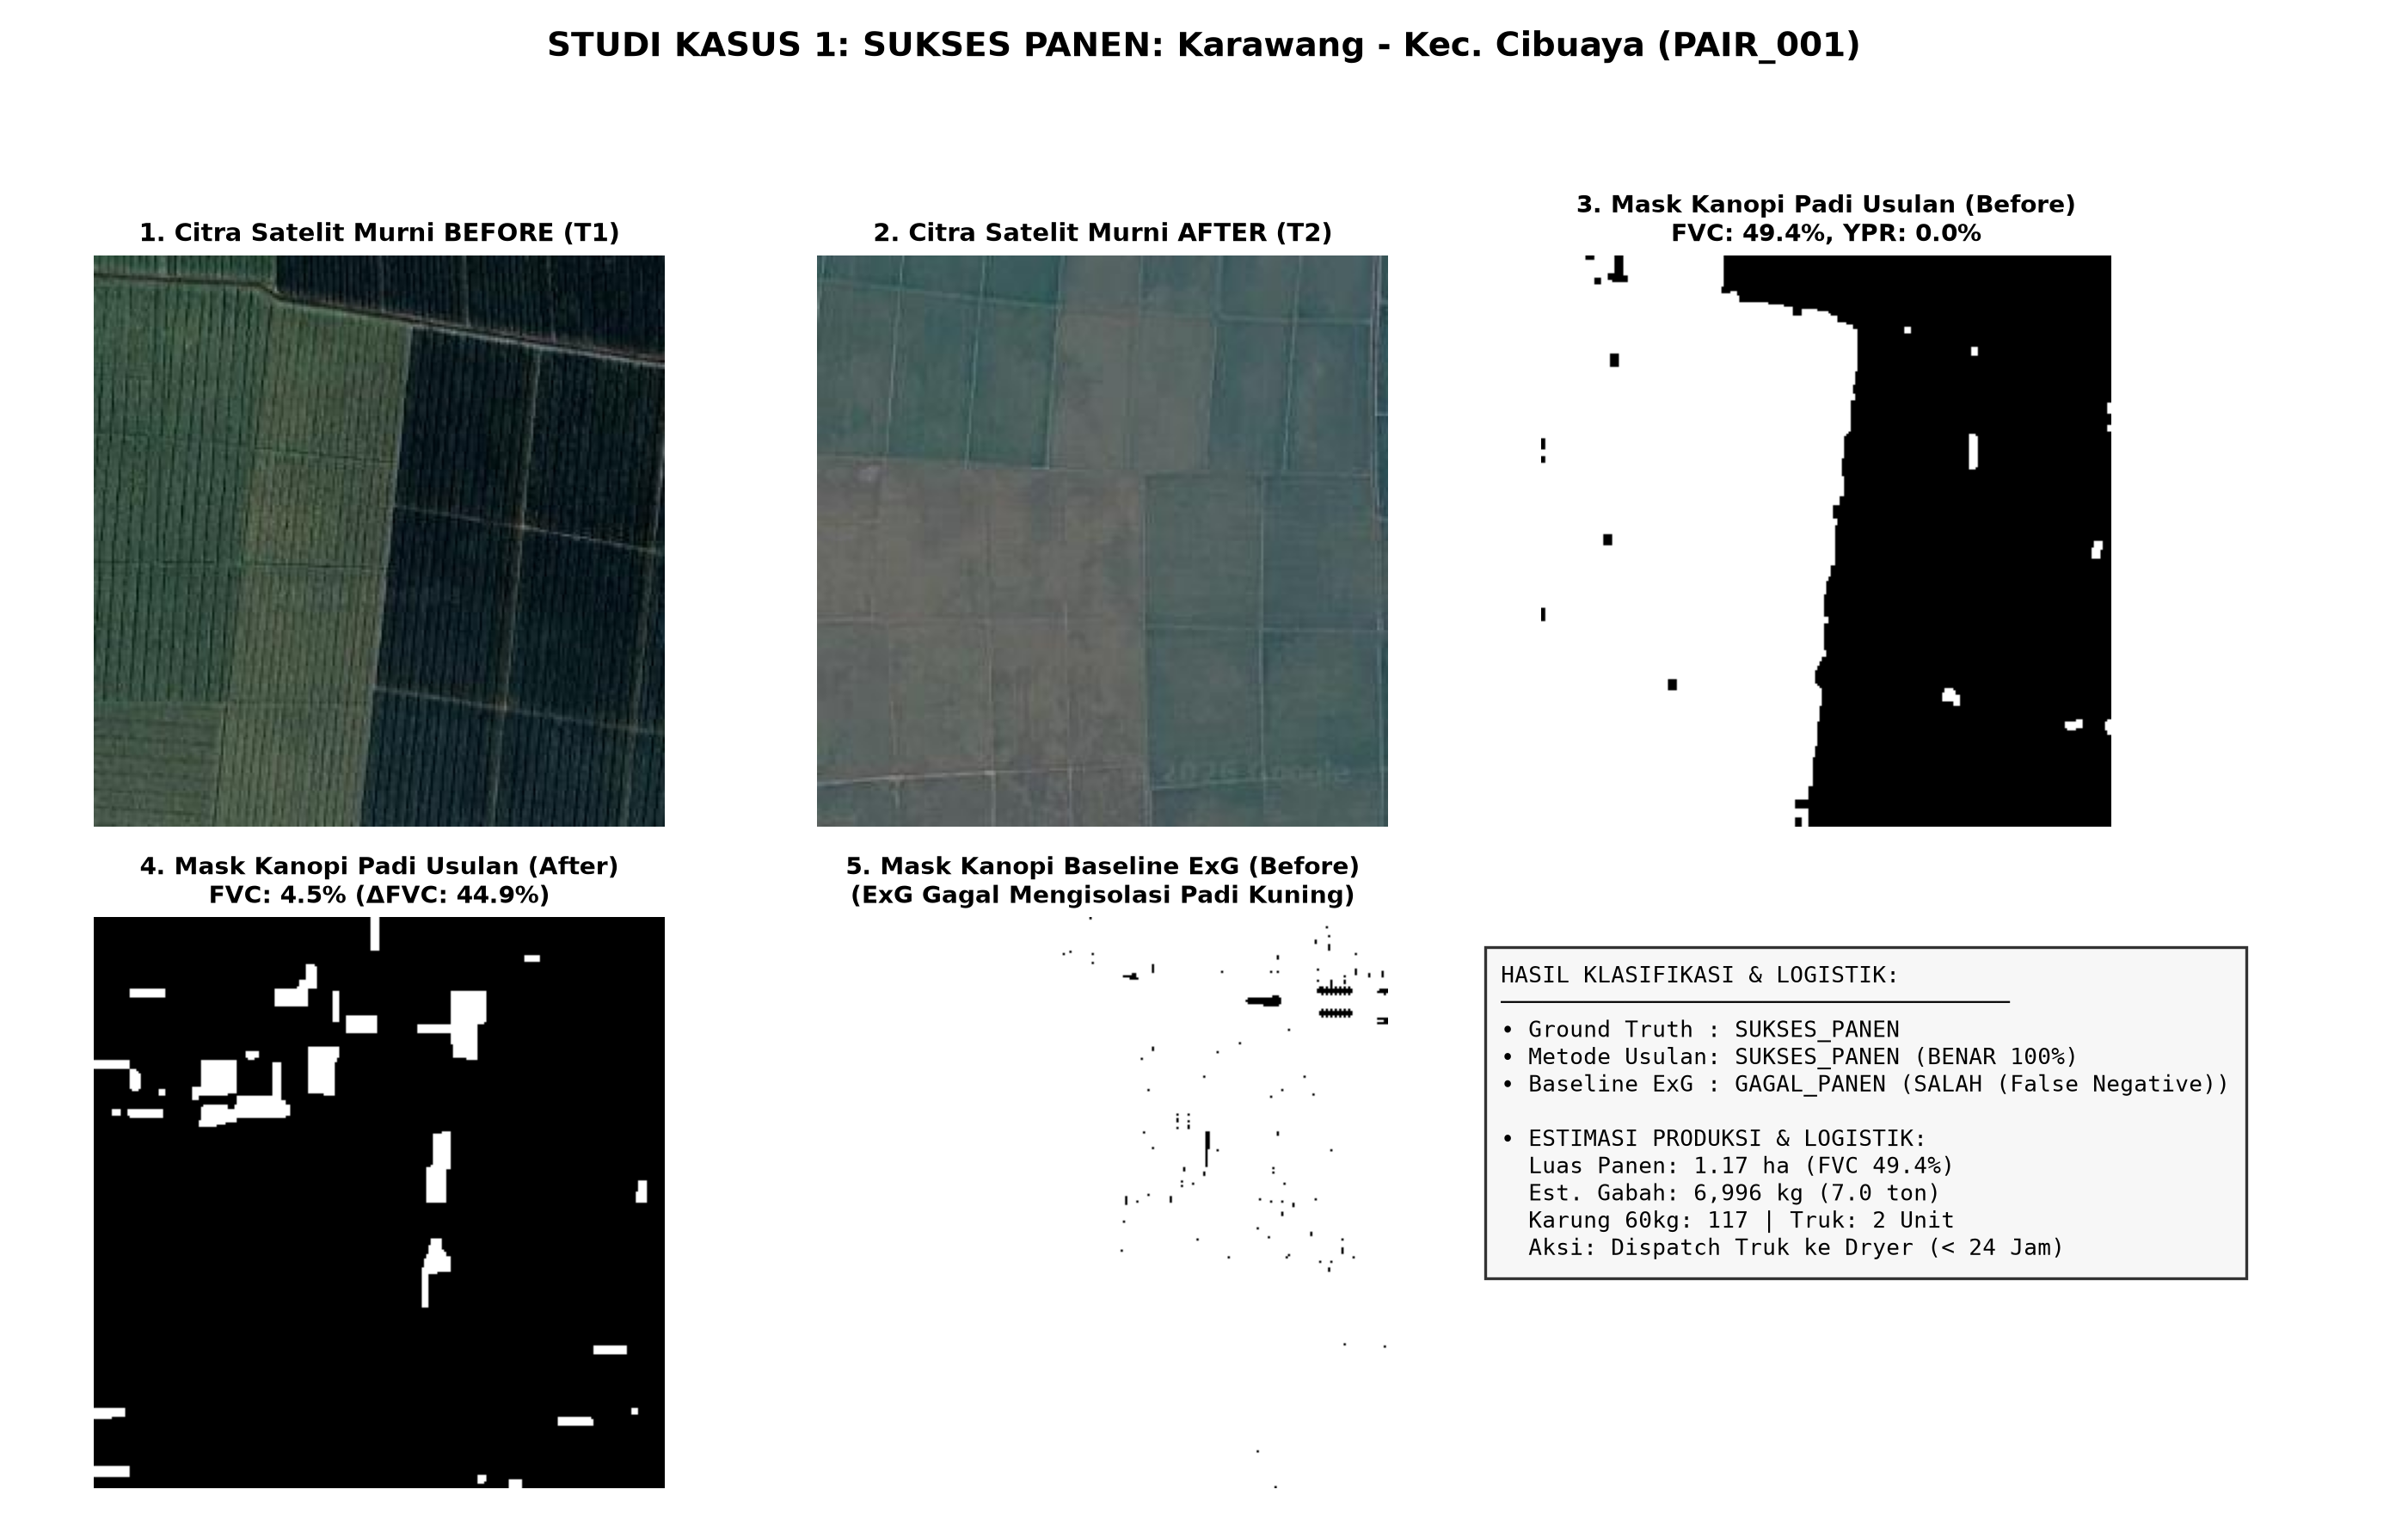 STUDI KASUS 1: SUKSES PANEN: Karawang - Kec. Cibuaya (PAIR_001)
1. Citra Satelit Murni BEFORE (T1)
2. Citra Satelit Murni AFTER (T2)
3. Mask Kanopi Padi Usulan (Before)
FVC: 49.4%, YPR: 0.0%
4. Mask Kanopi Padi Usulan (After)
FVC: 4.5% (ΔFVC: 44.9%)
5. Mask Kanopi Baseline ExG (Before)
(ExG Gagal Mengisolasi Padi Kuning)
HASIL KLASIFIKASI & LOGISTIK:
• Ground Truth : SUKSES_PANEN
• Metode Usulan: SUKSES_PANEN (BENAR 100%)
• Baseline ExG : GAGAL_PANEN (SALAH (False Negative))
• ESTIMASI PRODUKSI & LOGISTIK:
Luas Panen: 1.17 ha (FVC 49.4%)
Est. Gabah: 6,996 kg (7.0 ton)
Karung 60kg: 117 | Truk: 2 Unit
Aksi: Dispatch Truk ke Dryer (< 24 Jam)